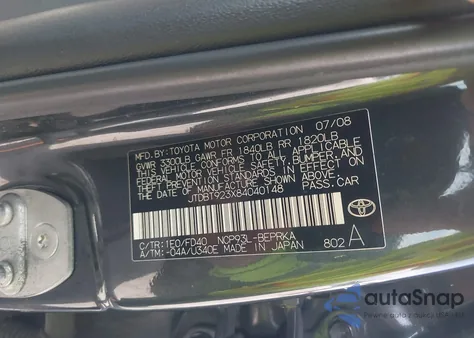 MFD.BY:TOYOTA MOTOR CORPORATION 07/08
GVWR 3300LB GAWR FR 1840LB RR 1820LB
THIS VEHICLE CONFORMS TO ALL APPLICABLE
FEDERAL MOTOR VEHICLE SAFETY, BUMPER, AND
THEFT PREVENTION STANDARDS IN EFFECT ON
THE DATE OF MANUFACTURE SHOWN ABOVE.
JTDBT923X84040148 PASS.CAR
C/TR:1E0/FD40 NCP93L-BEPRKA
A/TM:-04A/U340E MADE IN JAPAN 802 A
TOYOTA
autoSnap